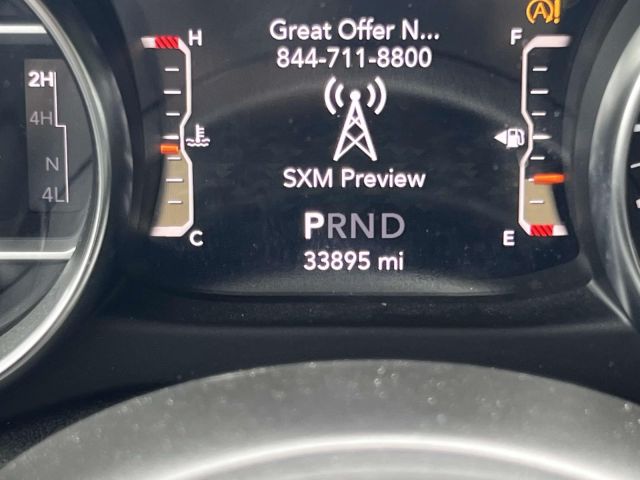 Great Offer N...
844-711-8800
SXM Preview
PRND
33895 mi
H
C
F
E
2H
4H
N
4L
A!